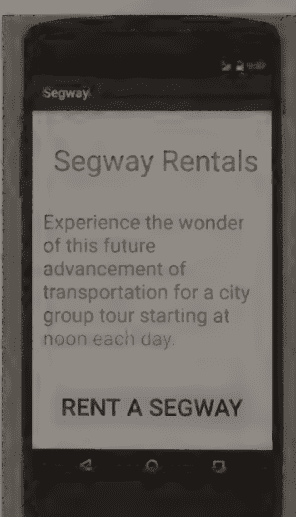 Segway
Segway Rentals
Experience the wonder
of this future
advancement of
transportation for a city
group tour starting at
noon each day.
RENT A SEGWAY